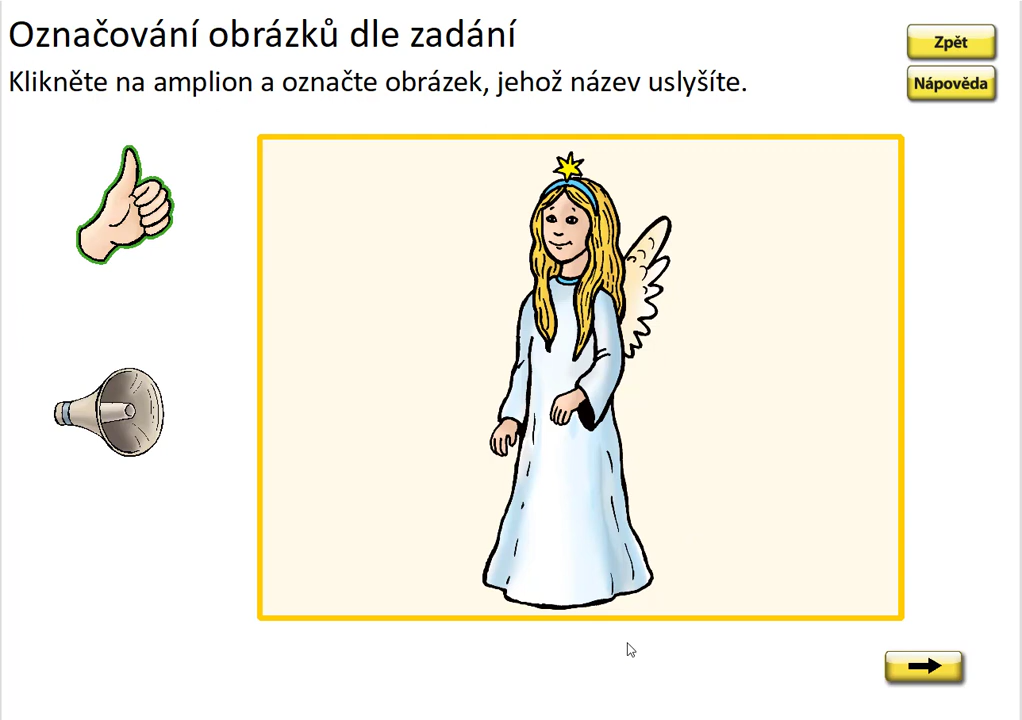 Označování obrázků dle zadání
Zpět
Klikněte na amplion a označte obrázek, jehož název uslyšíte.
Nápověda